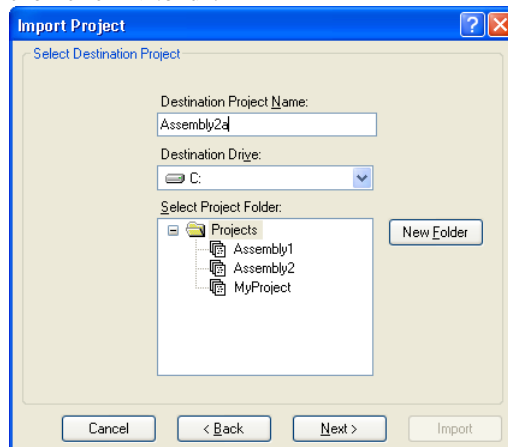 Import Project
Select Destination Project
Destination Project Name:
Assembly2a
Destination Drive:
C:
Select Project Folder:
Projects
Assembly1
Assembly2
MyProject
New Folder
Cancel
< Back
Next >
Import